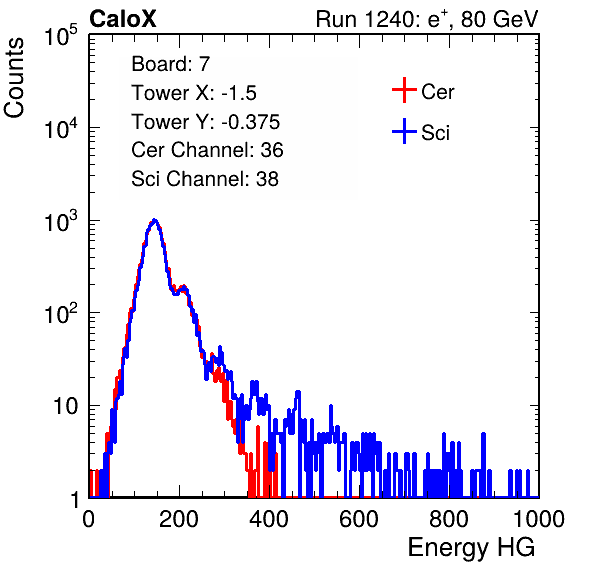 CaloX Run 1240: e⁺, 80 GeV
Counts
Board: 7
Tower X: -1.5
Tower Y: -0.375
Cer Channel: 36
Sci Channel: 38
Cer
Sci
10⁵
10⁴
10³
10²
10
1
0 200 400 600 800 1000
Energy HG